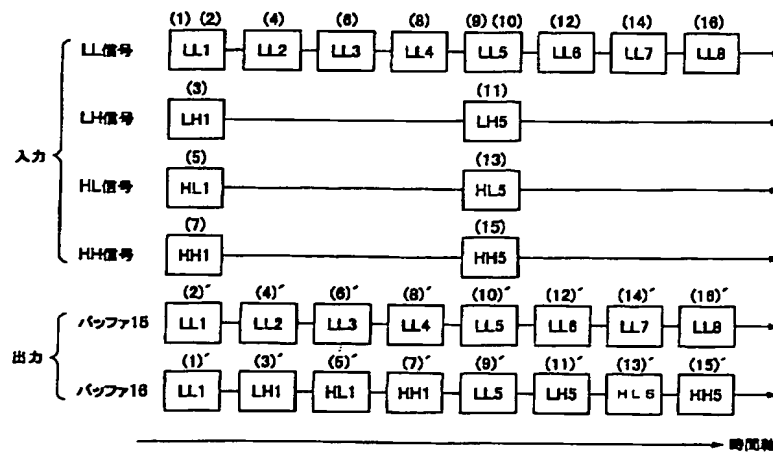 (1) (2) (4) (6) (8) (9) (10) (12) (14) (16)
LL信号 LL1 LL2 LL3 LL4 LL5 LL6 LL7 LL8
(3) (11)
LH信号 LH1 LH5
入力
(5) (13)
HL信号 HL1 HL5
(7) (15)
HH信号 HH1 HH5
(2)´ (4)´ (6)´ (8)´ (10)´ (12)´ (14)´ (16)´
バッファ15 LL1 LL2 LL3 LL4 LL5 LL6 LL7 LL8
出力
(1)´ (3)´ (5)´ (7)´ (9)´ (11)´ (13)´ (15)´
バッファ16 LL1 LH1 HL1 HH1 LL5 LH5 HL5 HH5
時間軸